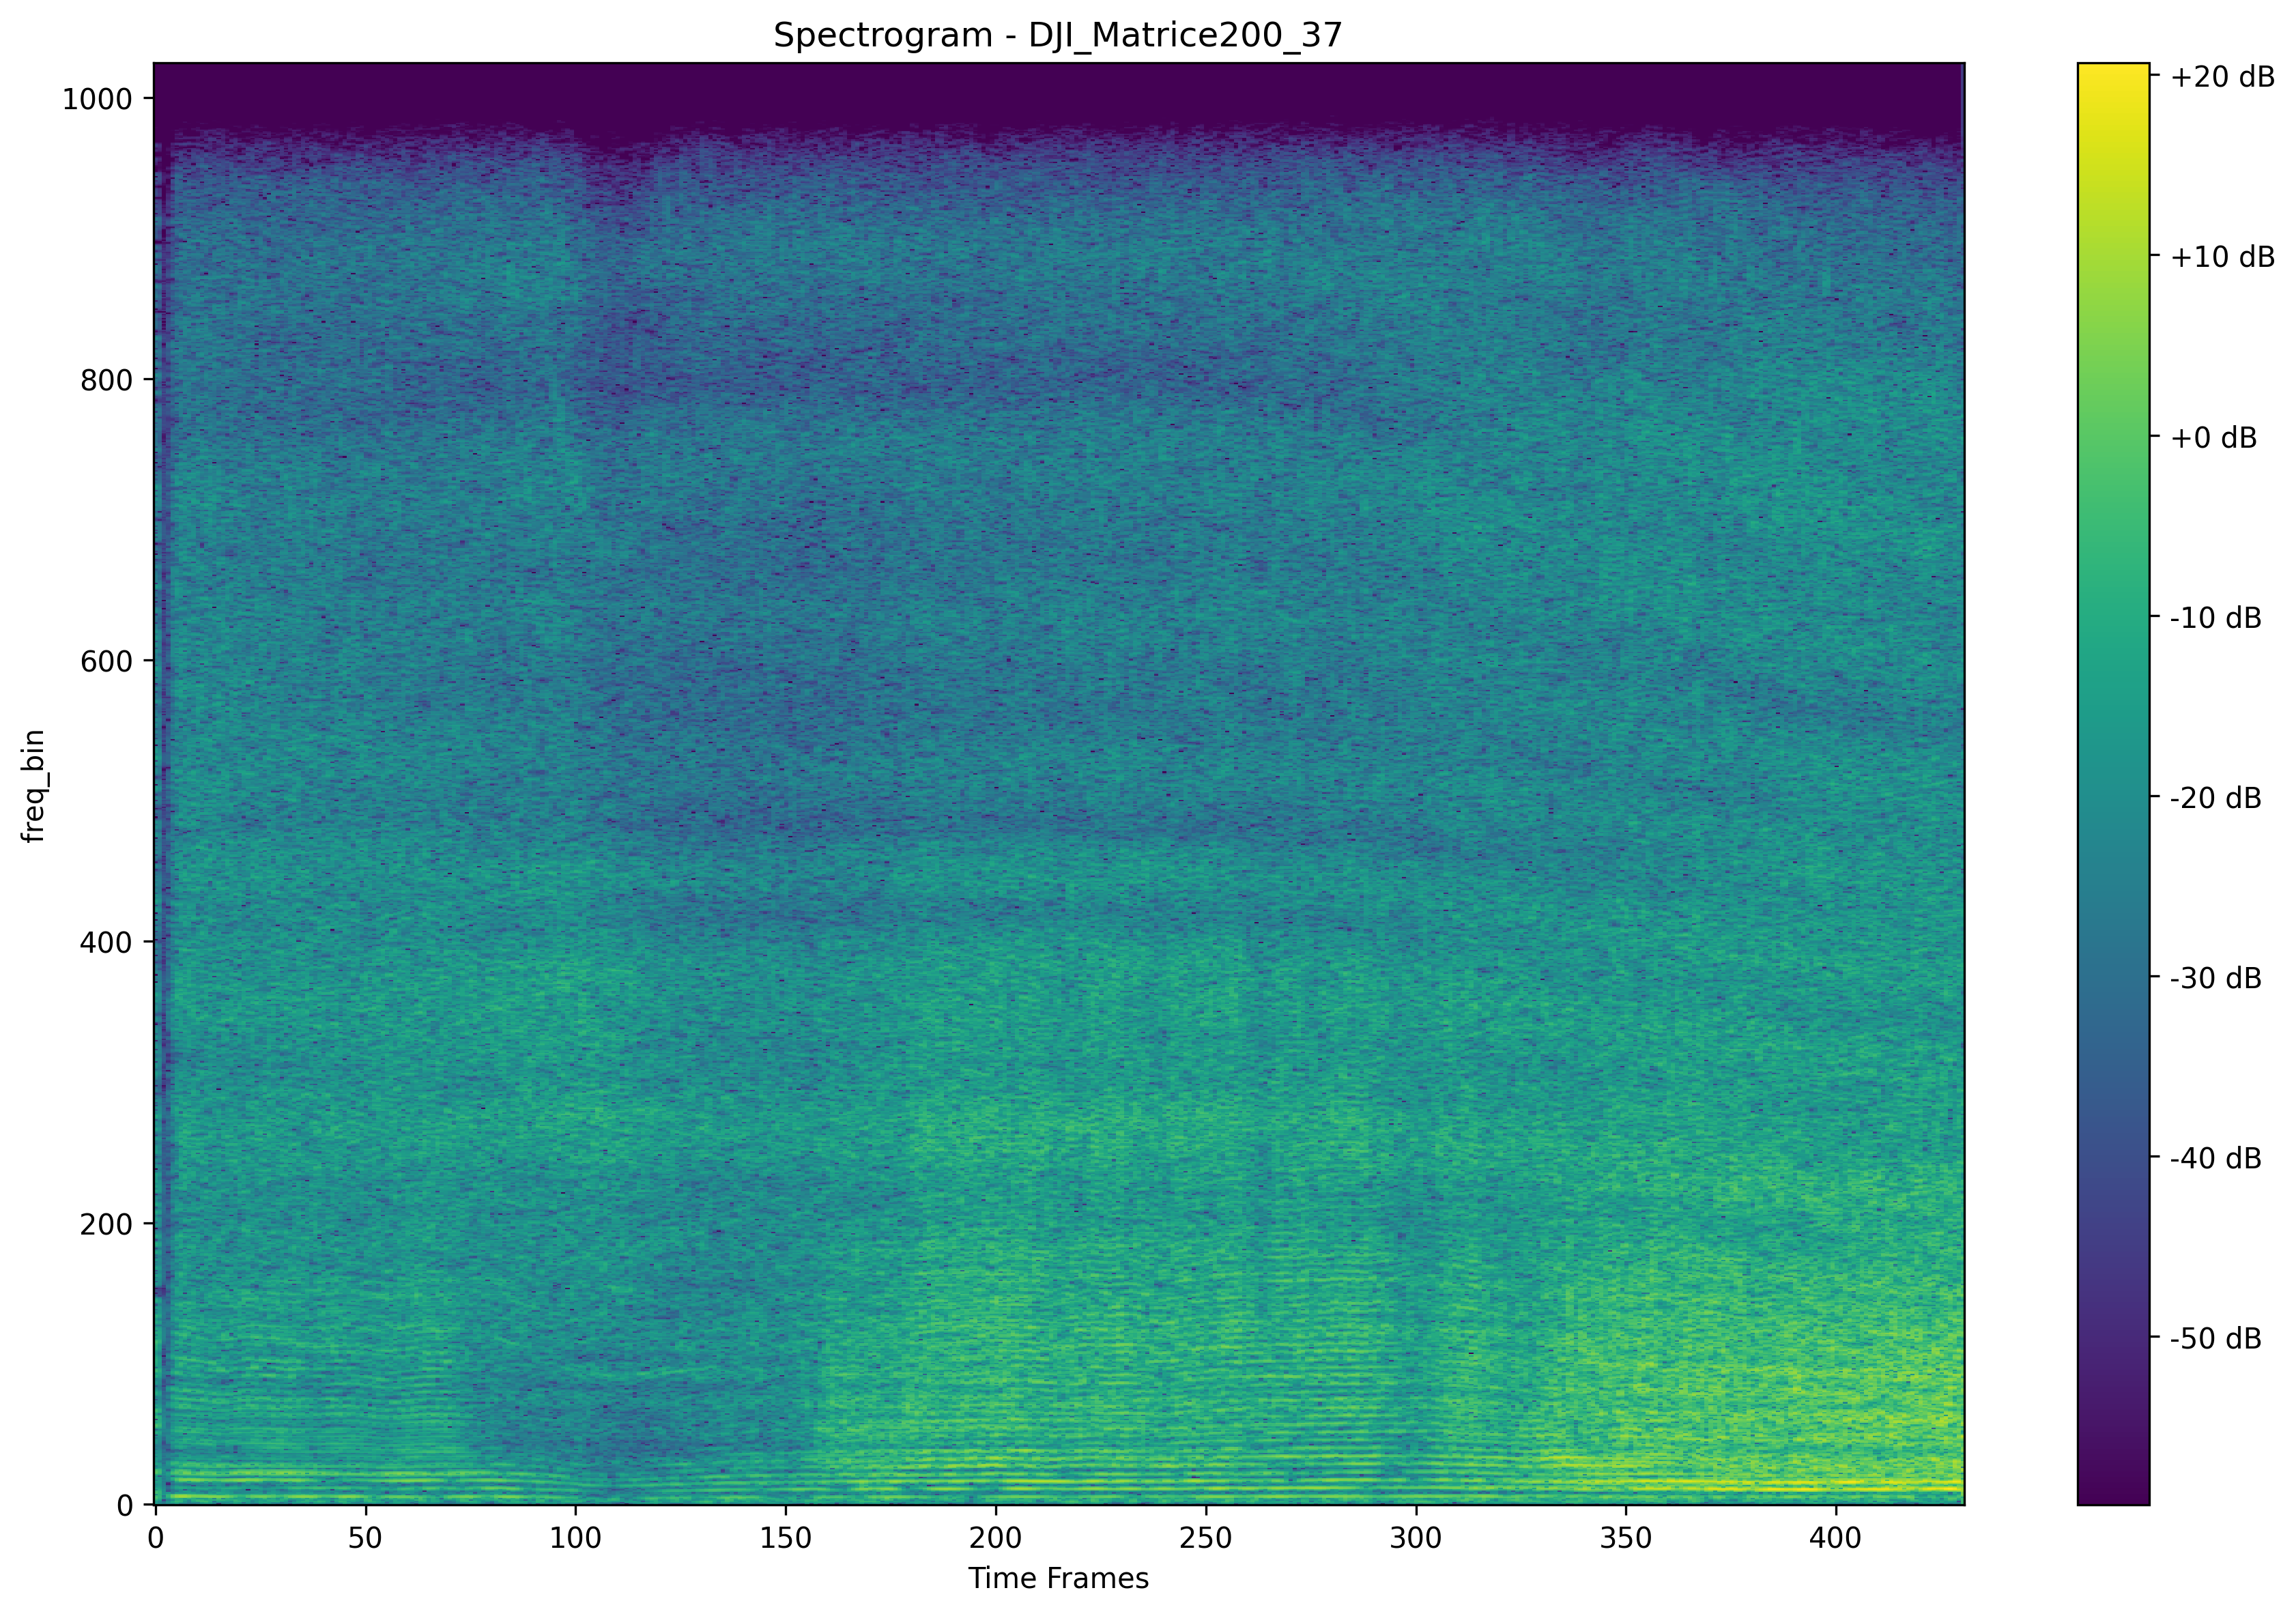 Spectrogram - DJI_Matrice200_37
freq_bin
1000
800
600
400
200
0
0 50 100 150 200 250 300 350 400
Time Frames
+20 dB
+10 dB
+0 dB
-10 dB
-20 dB
-30 dB
-40 dB
-50 dB